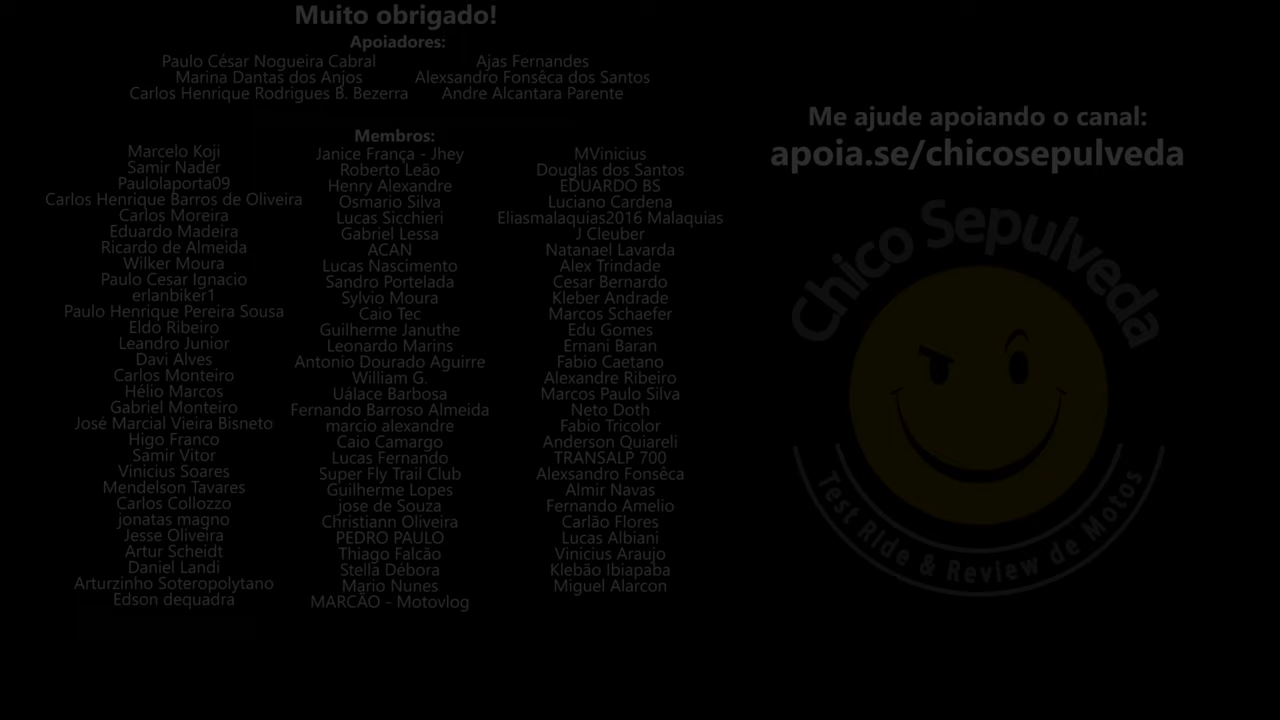 Muito obrigado!
Apoiadores:
Paulo César Nogueira Cabral
Marina Dantas dos Anjos
Carlos Henrique Rodrigues B. Bezerra
Ajas Fernandes
Alexsandro Fonsêca dos Santos
Andre Alcantara Parente
Membros:
Marcelo Koji
Samir Nader
Paulolaporta09
Carlos Henrique Barros de Oliveira
Carlos Moreira
Eduardo Madeira
Ricardo de Almeida
Wilker Moura
Paulo Cesar Ignacio
erlanbiker1
Paulo Henrique Pereira Sousa
Eldo Ribeiro
Leandro Junior
Davi Alves
Carlos Monteiro
Hélio Marcos
Gabriel Monteiro
José Marcial Vieira Bisneto
Higo Franco
Samir Vitor
Vinicius Soares
Mendelson Tavares
Carlos Collozzo
jonatas magno
Jesse Oliveira
Artur Scheidt
Daniel Landi
Arturzinho Soteropolytano
Edson dequadra
Janice França - Jhey
Roberto Leão
Henry Alexandre
Osmario Silva
Lucas Sicchieri
Gabriel Lessa
ACAN
Lucas Nascimento
Sandro Portelada
Sylvio Moura
Caio Tec
Guilherme Januthe
Leonardo Marins
Antonio Dourado Aguirre
William G.
Uálace Barbosa
Fernando Barroso Almeida
marcio alexandre
Caio Camargo
Lucas Fernando
Super Fly Trail Club
Guilherme Lopes
jose de Souza
Christiann Oliveira
PEDRO PAULO
Thiago Falcão
Stella Débora
Mario Nunes
MARCÃO - Motovlog
MVinicius
Douglas dos Santos
EDUARDO BS
Luciano Cardena
Eliasmalaquias2016 Malaquias
J Cleuber
Natanael Lavarda
Alex Trindade
Cesar Bernardo
Kleber Andrade
Marcos Schaefer
Edu Gomes
Ernani Baran
Fabio Caetano
Alexandre Ribeiro
Marcos Paulo Silva
Neto Doth
Fabio Tricolor
Anderson Quiareli
TRANSALP 700
Alexsandro Fonsêca
Almir Navas
Fernando Amelio
Carlão Flores
Lucas Albiani
Vinicius Araujo
Klebão Ibiapaba
Miguel Alarcon
Me ajude apoiando o canal:
apoia.se/chicosepulveda
Chico Sepulveda
Test Ride & Review de Motos